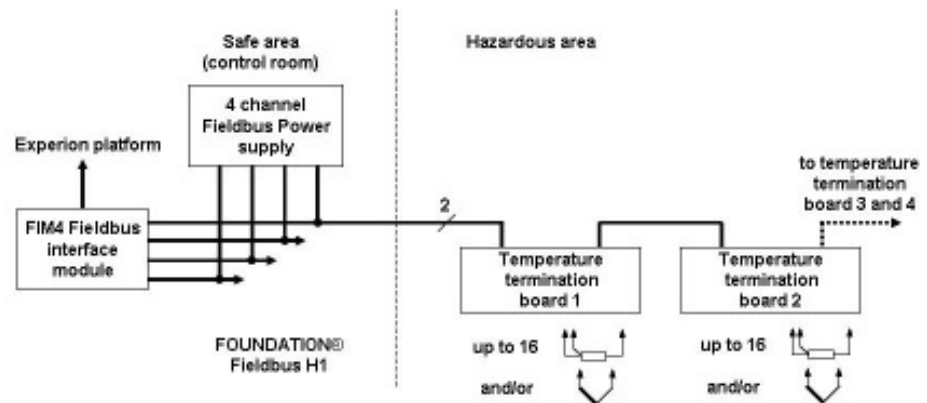 Safe area
(control room)
Hazardous area
4 channel
Fieldbus Power
supply
Experion platform
to temperature
termination
board 3 and 4
2
FIM4 Fieldbus
interface
module
Temperature
termination
board 1
Temperature
termination
board 2
FOUNDATION®
Fieldbus H1
up to 16
up to 16
and/or
and/or